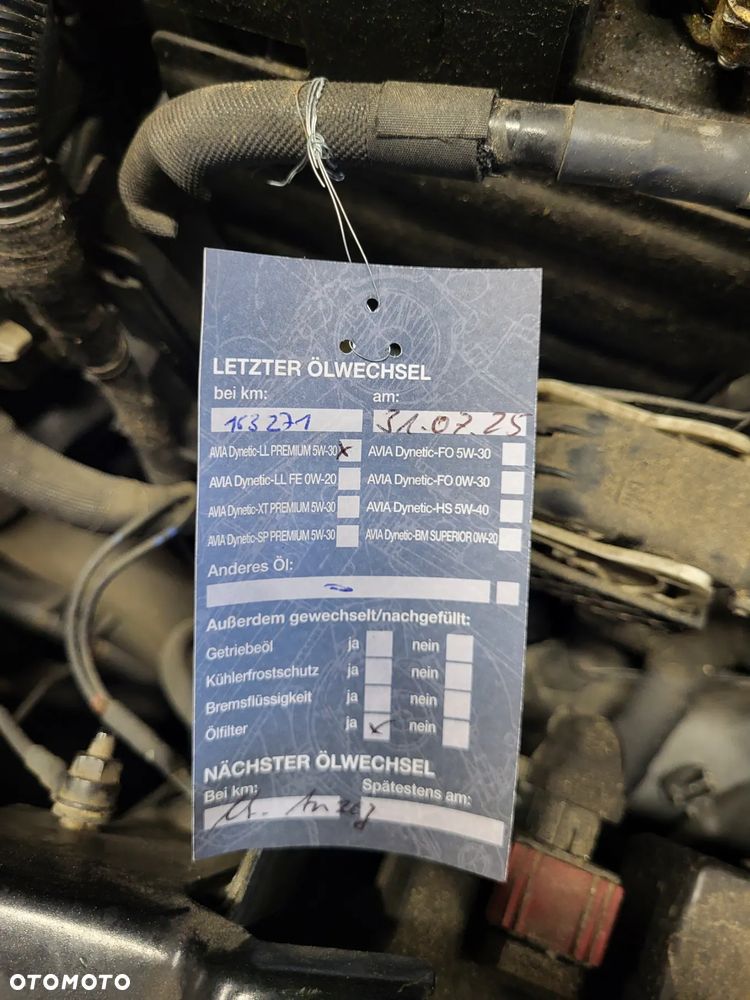 LETZTER ÖLWECHSEL
bei km: am:
153271 31.07.25
AVIA Dynetic-LL PREMIUM 5W-30 x AVIA Dynetic-FO 5W-30
AVIA Dynetic-LL FE 0W-20 AVIA Dynetic-FO 0W-30
AVIA Dynetic-XT PREMIUM 5W-30 AVIA Dynetic-HS 5W-40
AVIA Dynetic-SP PREMIUM 5W-30 AVIA Dynetic-BM SUPERIOR 0W-20
Anderes Öl:
Außerdem gewechselt/nachgefüllt:
Getriebeöl ja nein
Kühlerfrostschutz ja nein
Bremsflüssigkeit ja nein
Ölfilter ja x nein
NÄCHSTER ÖLWECHSEL
Bei km: Spätestens am:
OTOMOTO